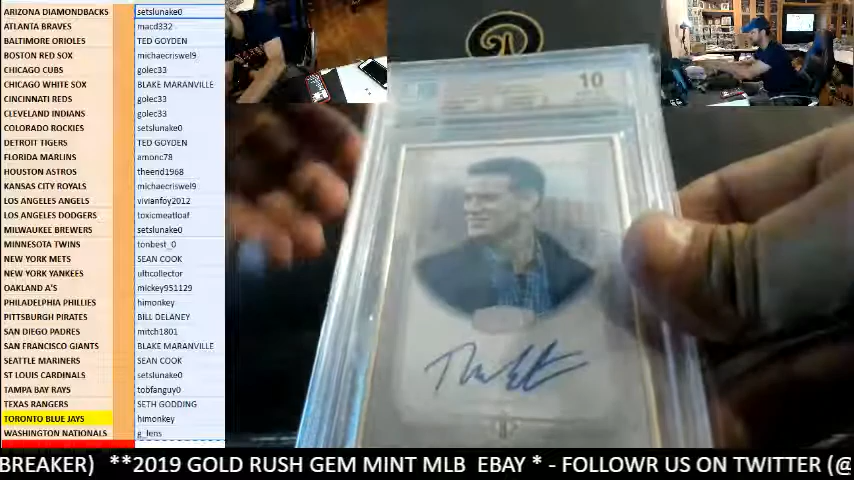 ARIZONA DIAMONDBACKS setslunake0
ATLANTA BRAVES macd332
BALTIMORE ORIOLES TED GOYDEN
BOSTON RED SOX michaecriswel9
CHICAGO CUBS golec33
CHICAGO WHITE SOX BLAKE MARANVILLE
CINCINNATI REDS golec33
CLEVELAND INDIANS golec33
COLORADO ROCKIES setslunake0
DETROIT TIGERS TED GOYDEN
FLORIDA MARLINS amonc78
HOUSTON ASTROS theend1968
KANSAS CITY ROYALS michaecriswel9
LOS ANGELES ANGELS vivianfoy2012
LOS ANGELES DODGERS toxicmeatloaf
MILWAUKEE BREWERS setslunake0
MINNESOTA TWINS tonbest_0
NEW YORK METS SEAN COOK
NEW YORK YANKEES ulticollector
OAKLAND A'S mickey951129
PHILADELPHIA PHILLIES himonkey
PITTSBURGH PIRATES BILL DELANEY
SAN DIEGO PADRES mitch1801
SAN FRANCISCO GIANTS BLAKE MARANVILLE
SEATTLE MARINERS SEAN COOK
ST LOUIS CARDINALS setslunake0
TAMPA BAY RAYS tobfanguy0
TEXAS RANGERS SETH GODDING
TORONTO BLUE JAYS himonkey
WASHINGTON NATIONALS g_lens
10
BREAKER) **2019 GOLD RUSH GEM MINT MLB EBAY * - FOLLOWR US ON TWITTER (@